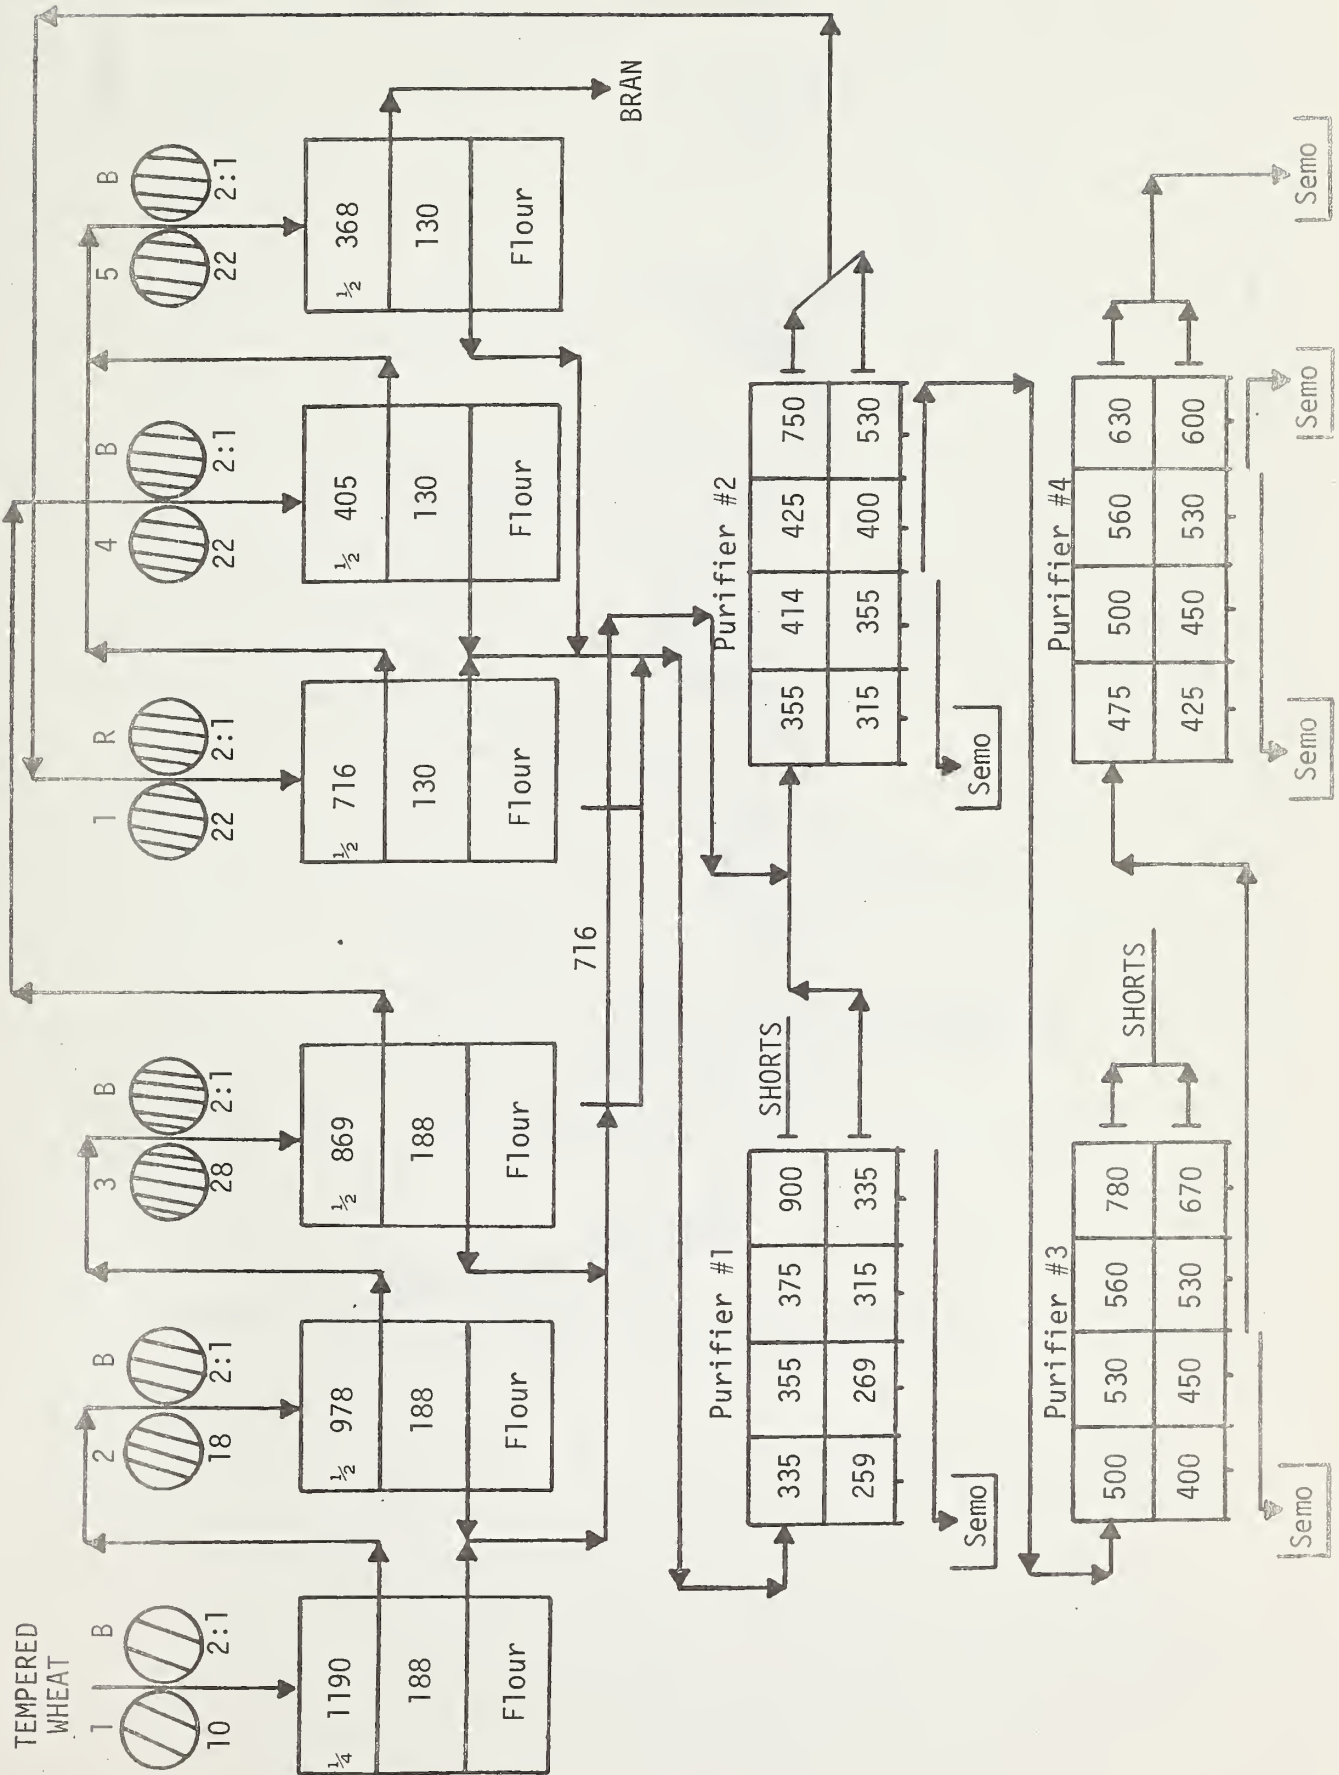 TEMPERED
WHEAT
1 B
10 2:1
¼ 1190
188
Flour
2 B
18 2:1
½ 978
188
Flour
3 B
28 2:1
½ 869
188
Flour
1 R
22 2:1
½ 716
130
Flour
4 B
22 2:1
½ 405
130
Flour
5 B
22 2:1
½ 368
130
Flour
BRAN
716
Purifier #1
335 355 375 900
259 269 315 335
SHORTS
Semo
Purifier #2
355 414 425 750
315 355 400 530
Semo
Purifier #3
500 530 560 780
400 450 530 670
SHORTS
Semo
Purifier #4
475 500 560 630
425 450 530 600
Semo
Semo
Semo